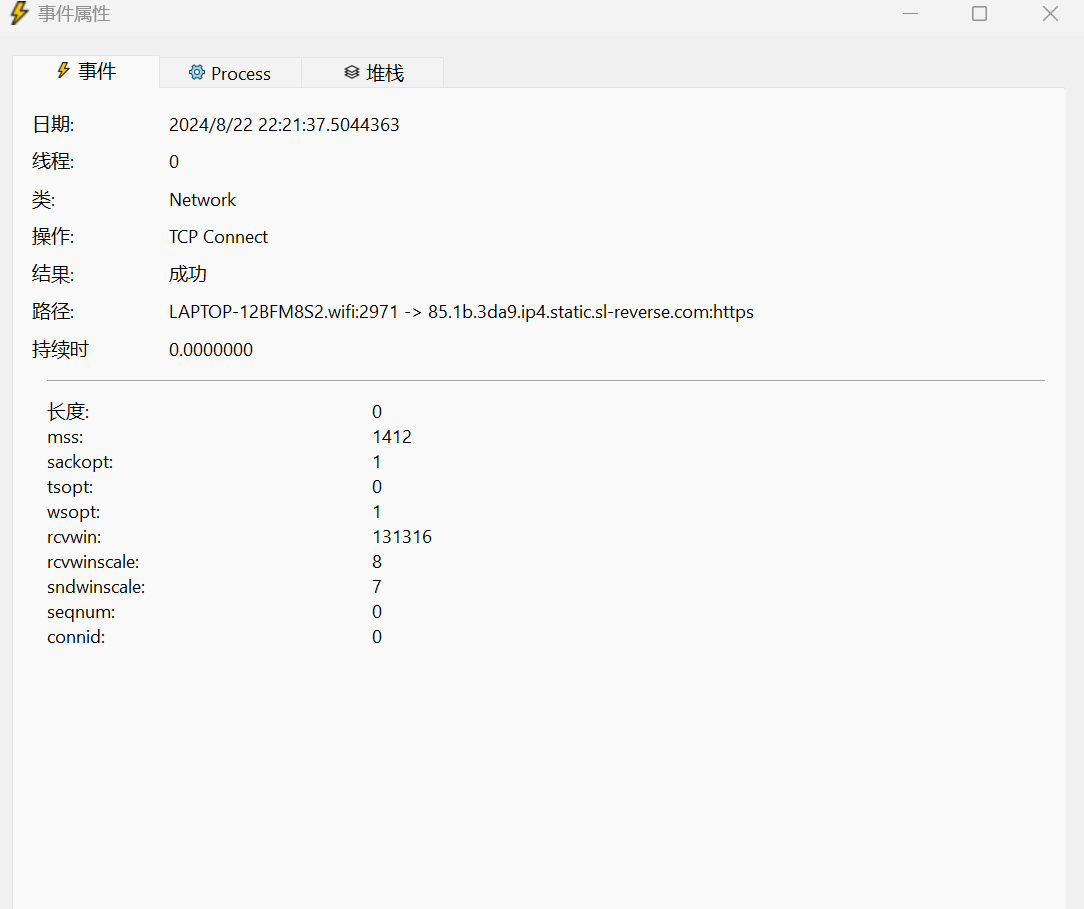 事件属性
事件 Process 堆栈
日期: 2024/8/22 22:21:37.5044363
线程: 0
类: Network
操作: TCP Connect
结果: 成功
路径: LAPTOP-12BFM8S2.wifi:2971 -> 85.1b.3da9.ip4.static.sl-reverse.com:https
持续时 0.0000000
长度: 0
mss: 1412
sackopt: 1
tsopt: 0
wsopt: 1
rcvwin: 131316
rcvwinscale: 8
sndwinscale: 7
seqnum: 0
connid: 0